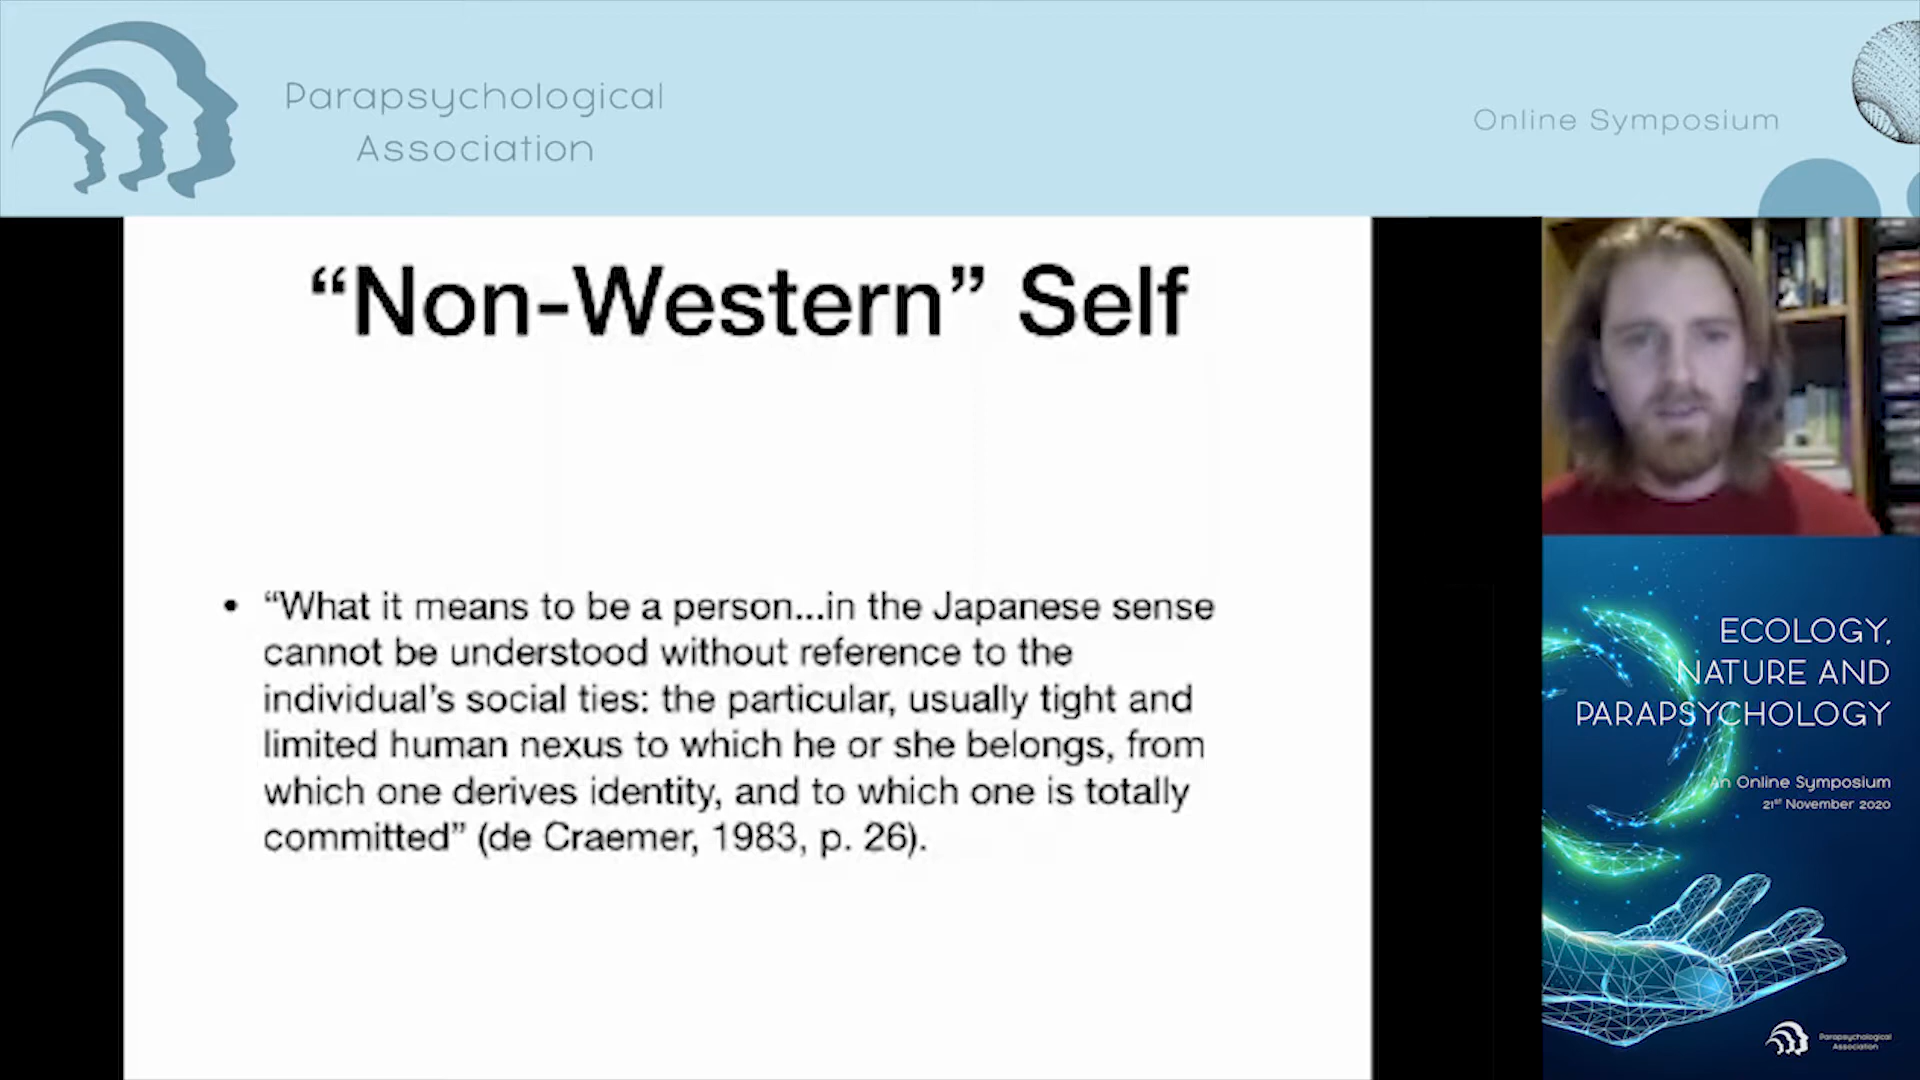 Parapsychological
Association
Online Symposium
“Non-Western” Self
• “What it means to be a person...in the Japanese sense
cannot be understood without reference to the
individual’s social ties: the particular, usually tight and
limited human nexus to which he or she belongs, from
which one derives identity, and to which one is totally
committed” (de Craemer, 1983, p. 26).
ECOLOGY,
NATURE AND
PARAPSYCHOLOGY
An Online Symposium
21st November 2020
Parapsychological
Association